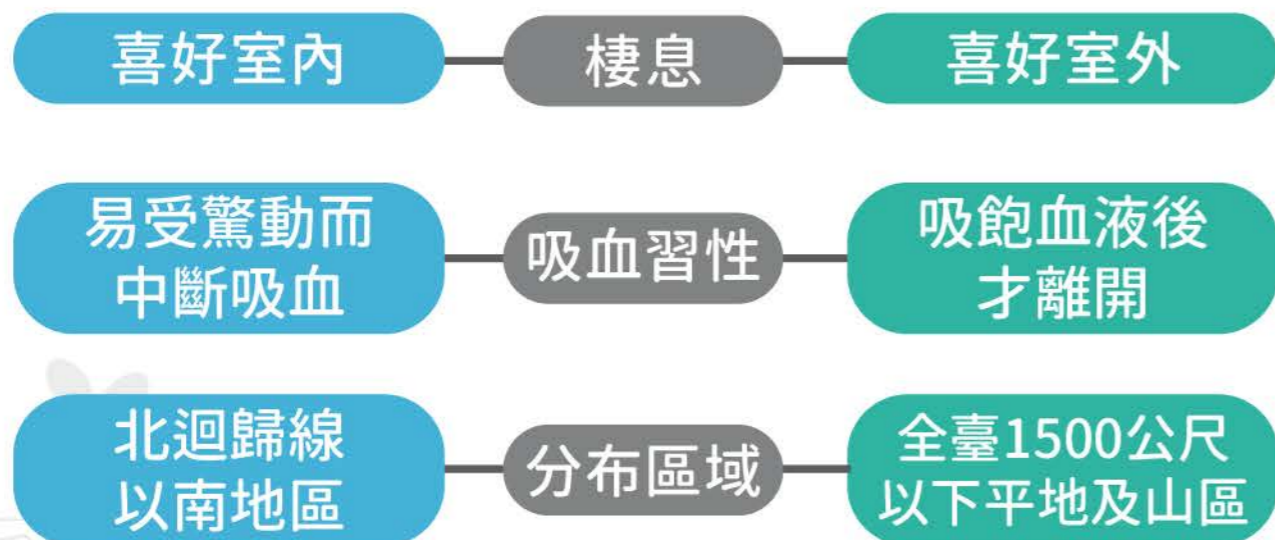 喜好室內
棲息
喜好室外
易受驚動而
中斷吸血
吸血習性
吸飽血液後
才離開
北迴歸線
以南地區
分布區域
全臺1500公尺
以下平地及山區